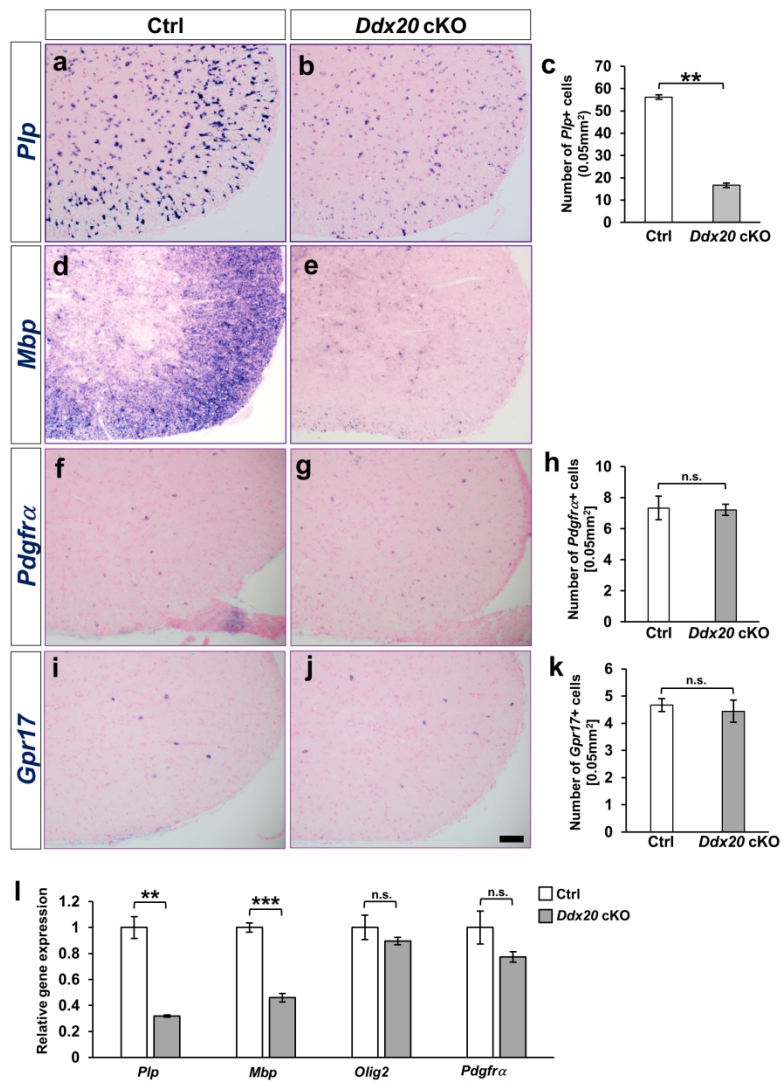 Ctrl
Ddx20 cKO
Plp
a
b
c
Number of Plp+ cells
(0.05mm²)
70
60
50
40
30
20
10
0
**
Ctrl
Ddx20 cKO
Mbp
d
e
Pdgfrα
f
g
h
Number of Pdgfrα+ cells
[0.05mm²]
10
8
6
4
2
0
n.s.
Ctrl
Ddx20 cKO
Gpr17
i
j
k
Number of Gpr17+ cells
[0.05mm²]
6
5
4
3
2
1
0
n.s.
Ctrl
Ddx20 cKO
l
Relative gene expression
1.2
1
0.8
0.6
0.4
0.2
0
**
***
n.s.
n.s.
Ctrl
Ddx20 cKO
Plp
Mbp
Olig2
Pdgfrα